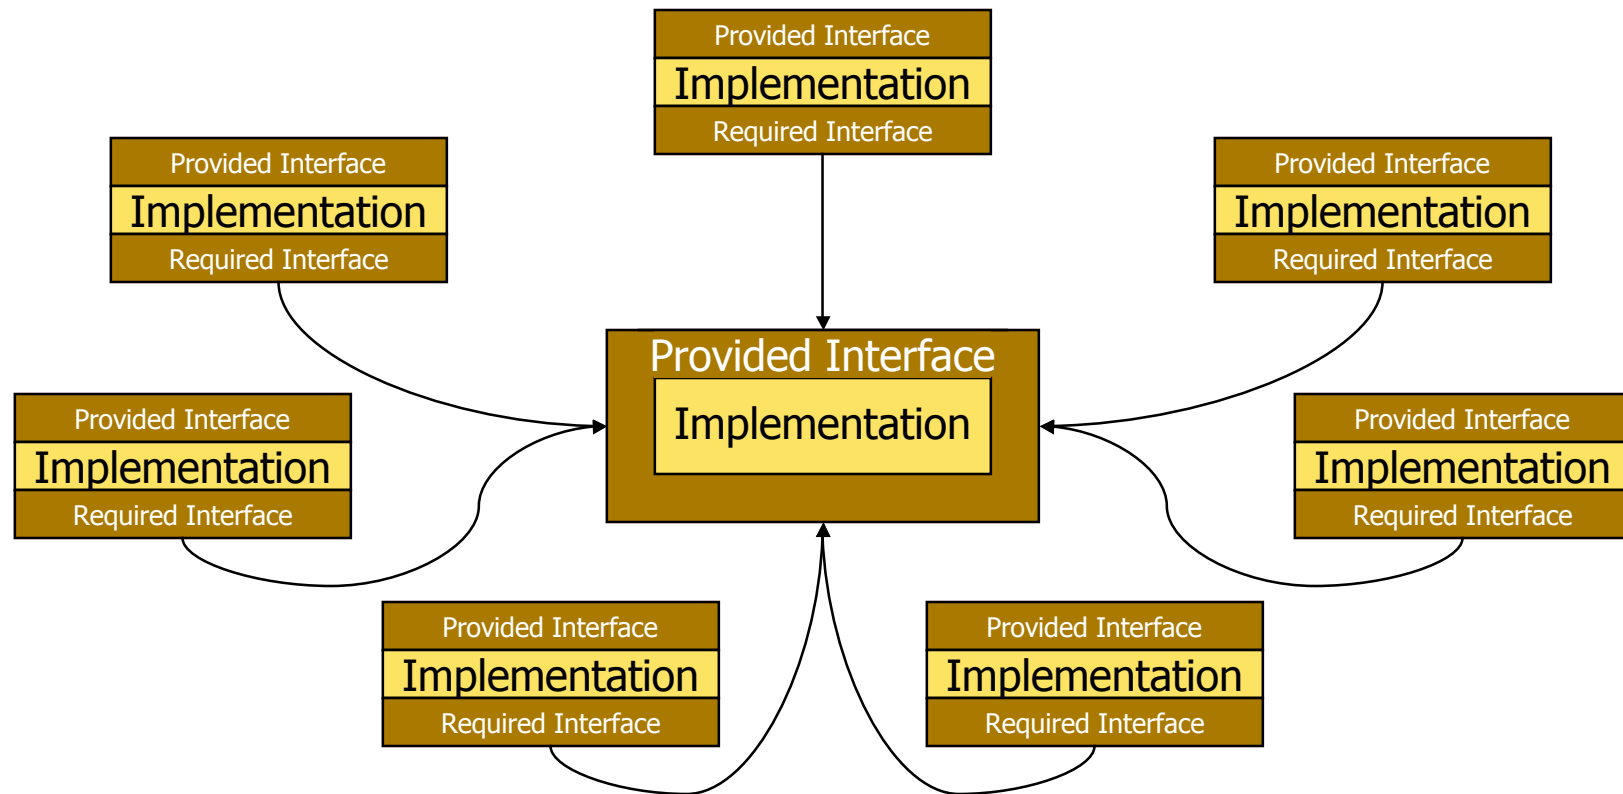 Provided Interface
Implementation
Required Interface
Provided Interface
Implementation
Required Interface
Provided Interface
Implementation
Required Interface
Provided Interface
Implementation
Provided Interface
Implementation
Required Interface
Provided Interface
Implementation
Required Interface
Provided Interface
Implementation
Required Interface
Provided Interface
Implementation
Required Interface